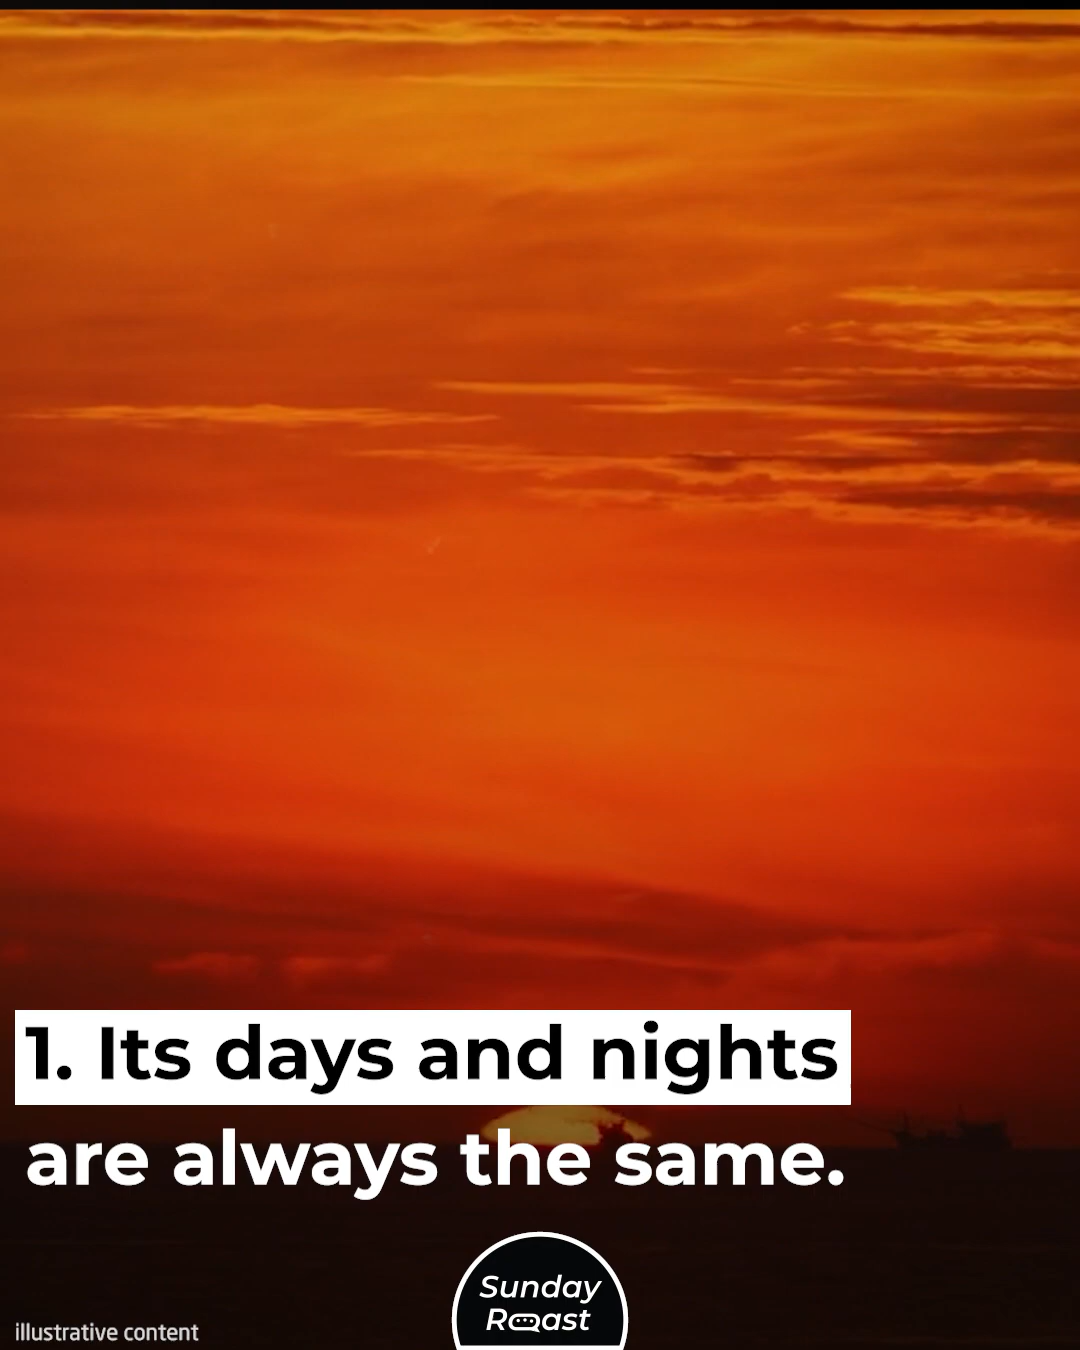 1. Its days and nights
are always the same.
Sunday
Roast
illustrative content